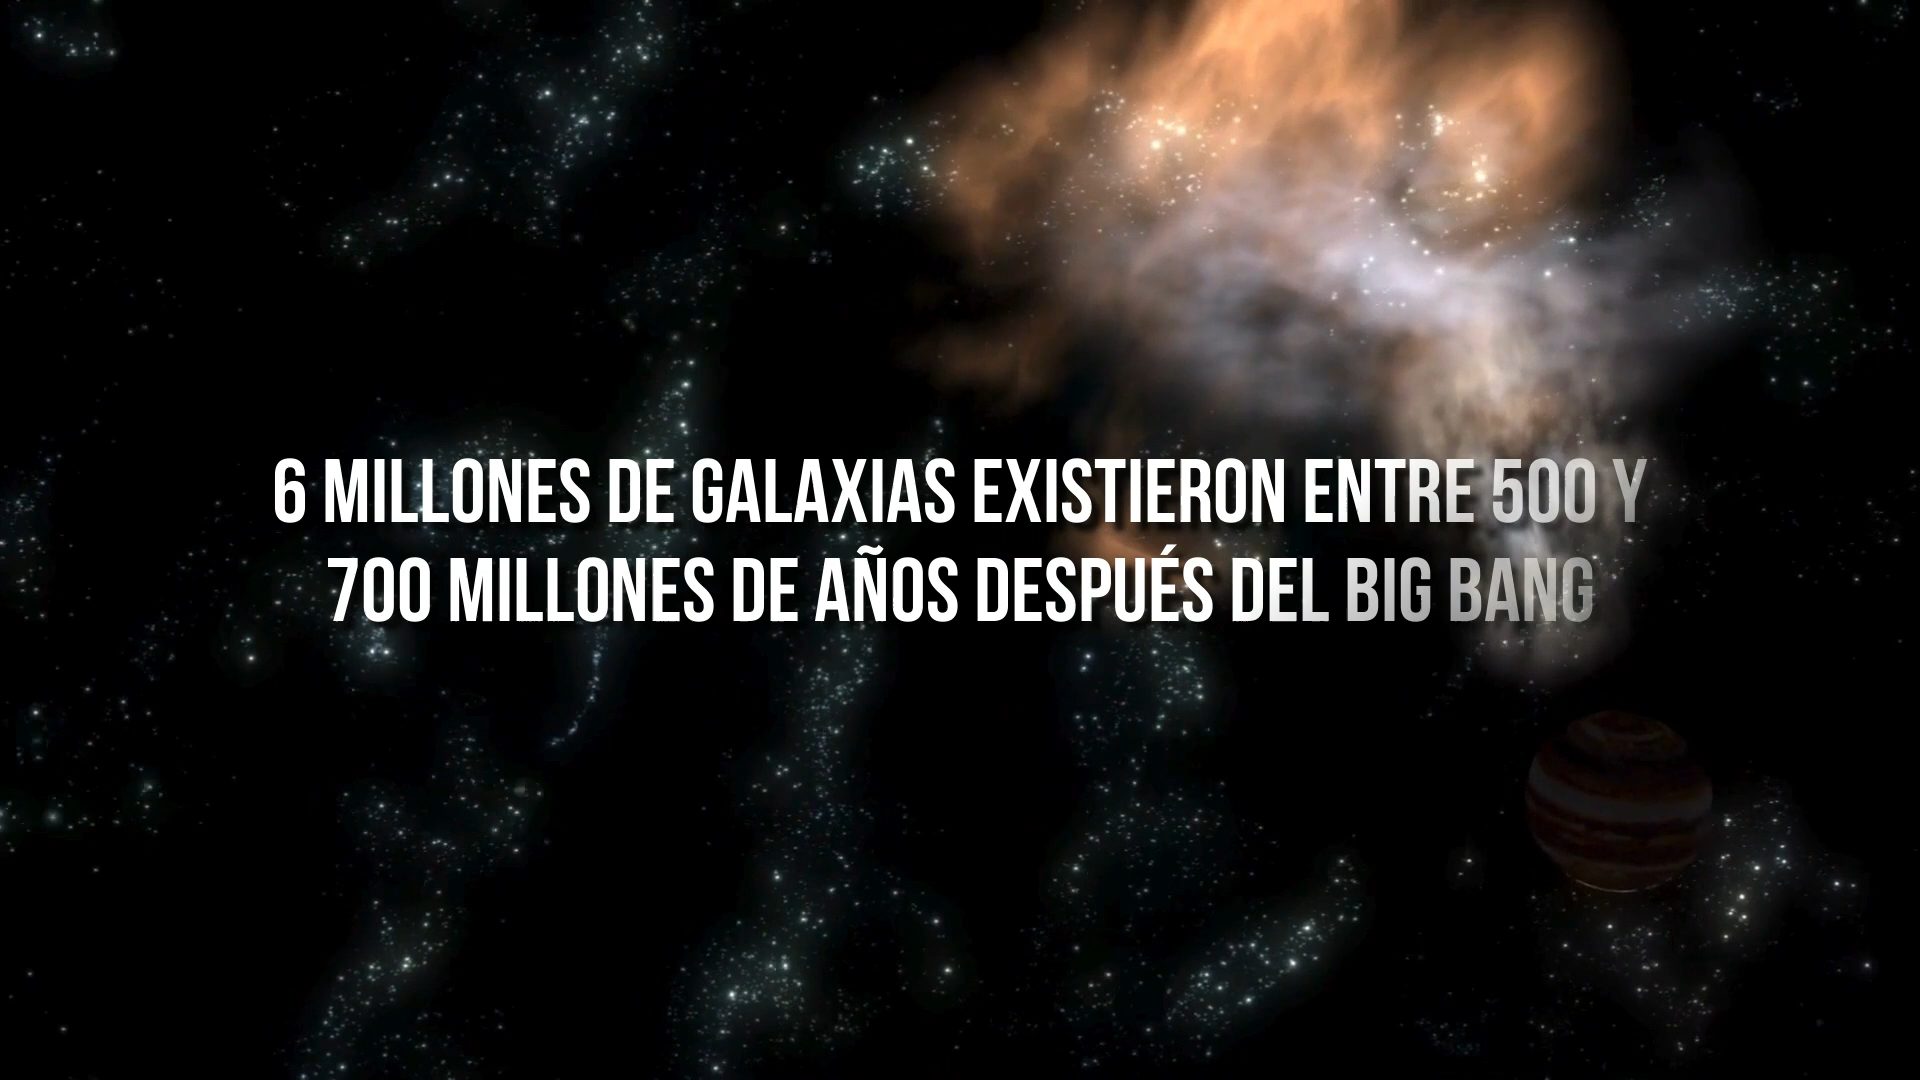 6 MILLONES DE GALAXIAS EXISTIERON ENTRE 500 Y
700 MILLONES DE AÑOS DESPUÉS DEL BIG BANG